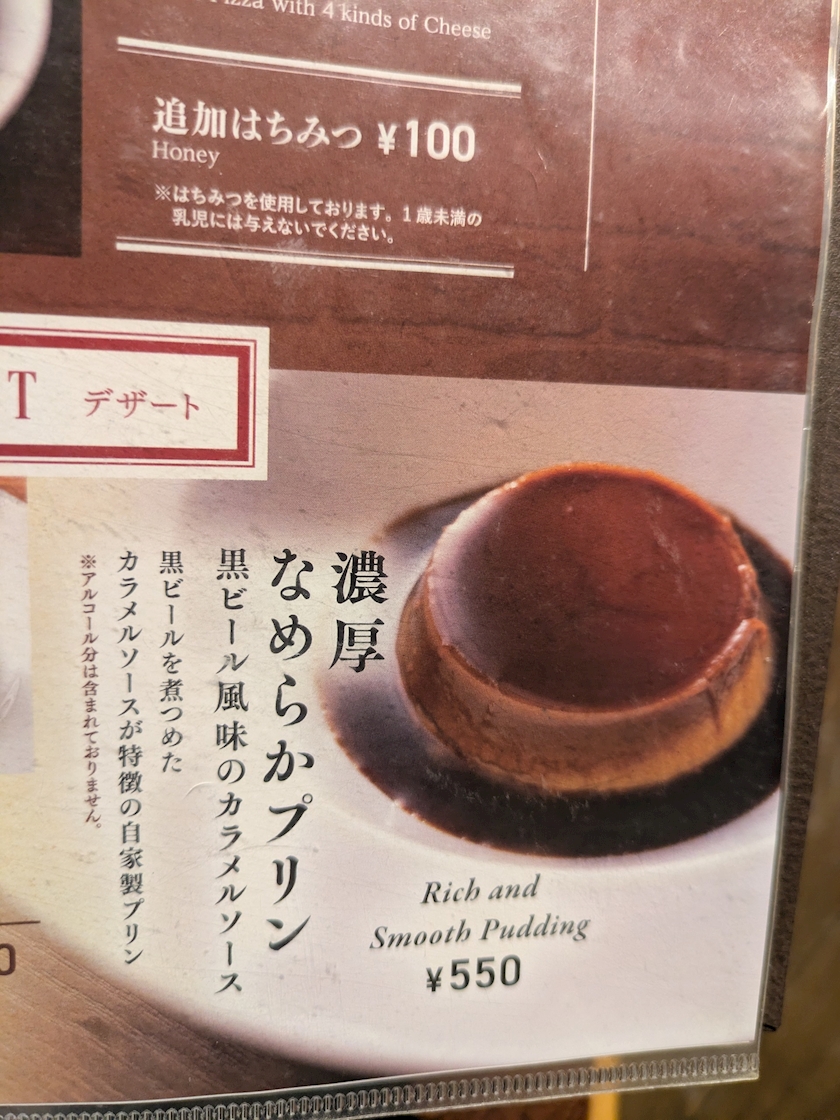 Pizza with 4 kinds of Cheese
追加はちみつ ¥100
Honey
※はちみつを使用しております。1歳未満の
乳児には与えないでください。
T デザート
濃厚
なめらかプリン
黒ビール風味のカラメルソース
黒ビールを煮つめた
カラメルソースが特徴の自家製プリン
※アルコール分は含まれておりません。
Rich and
Smooth Pudding
¥550
0